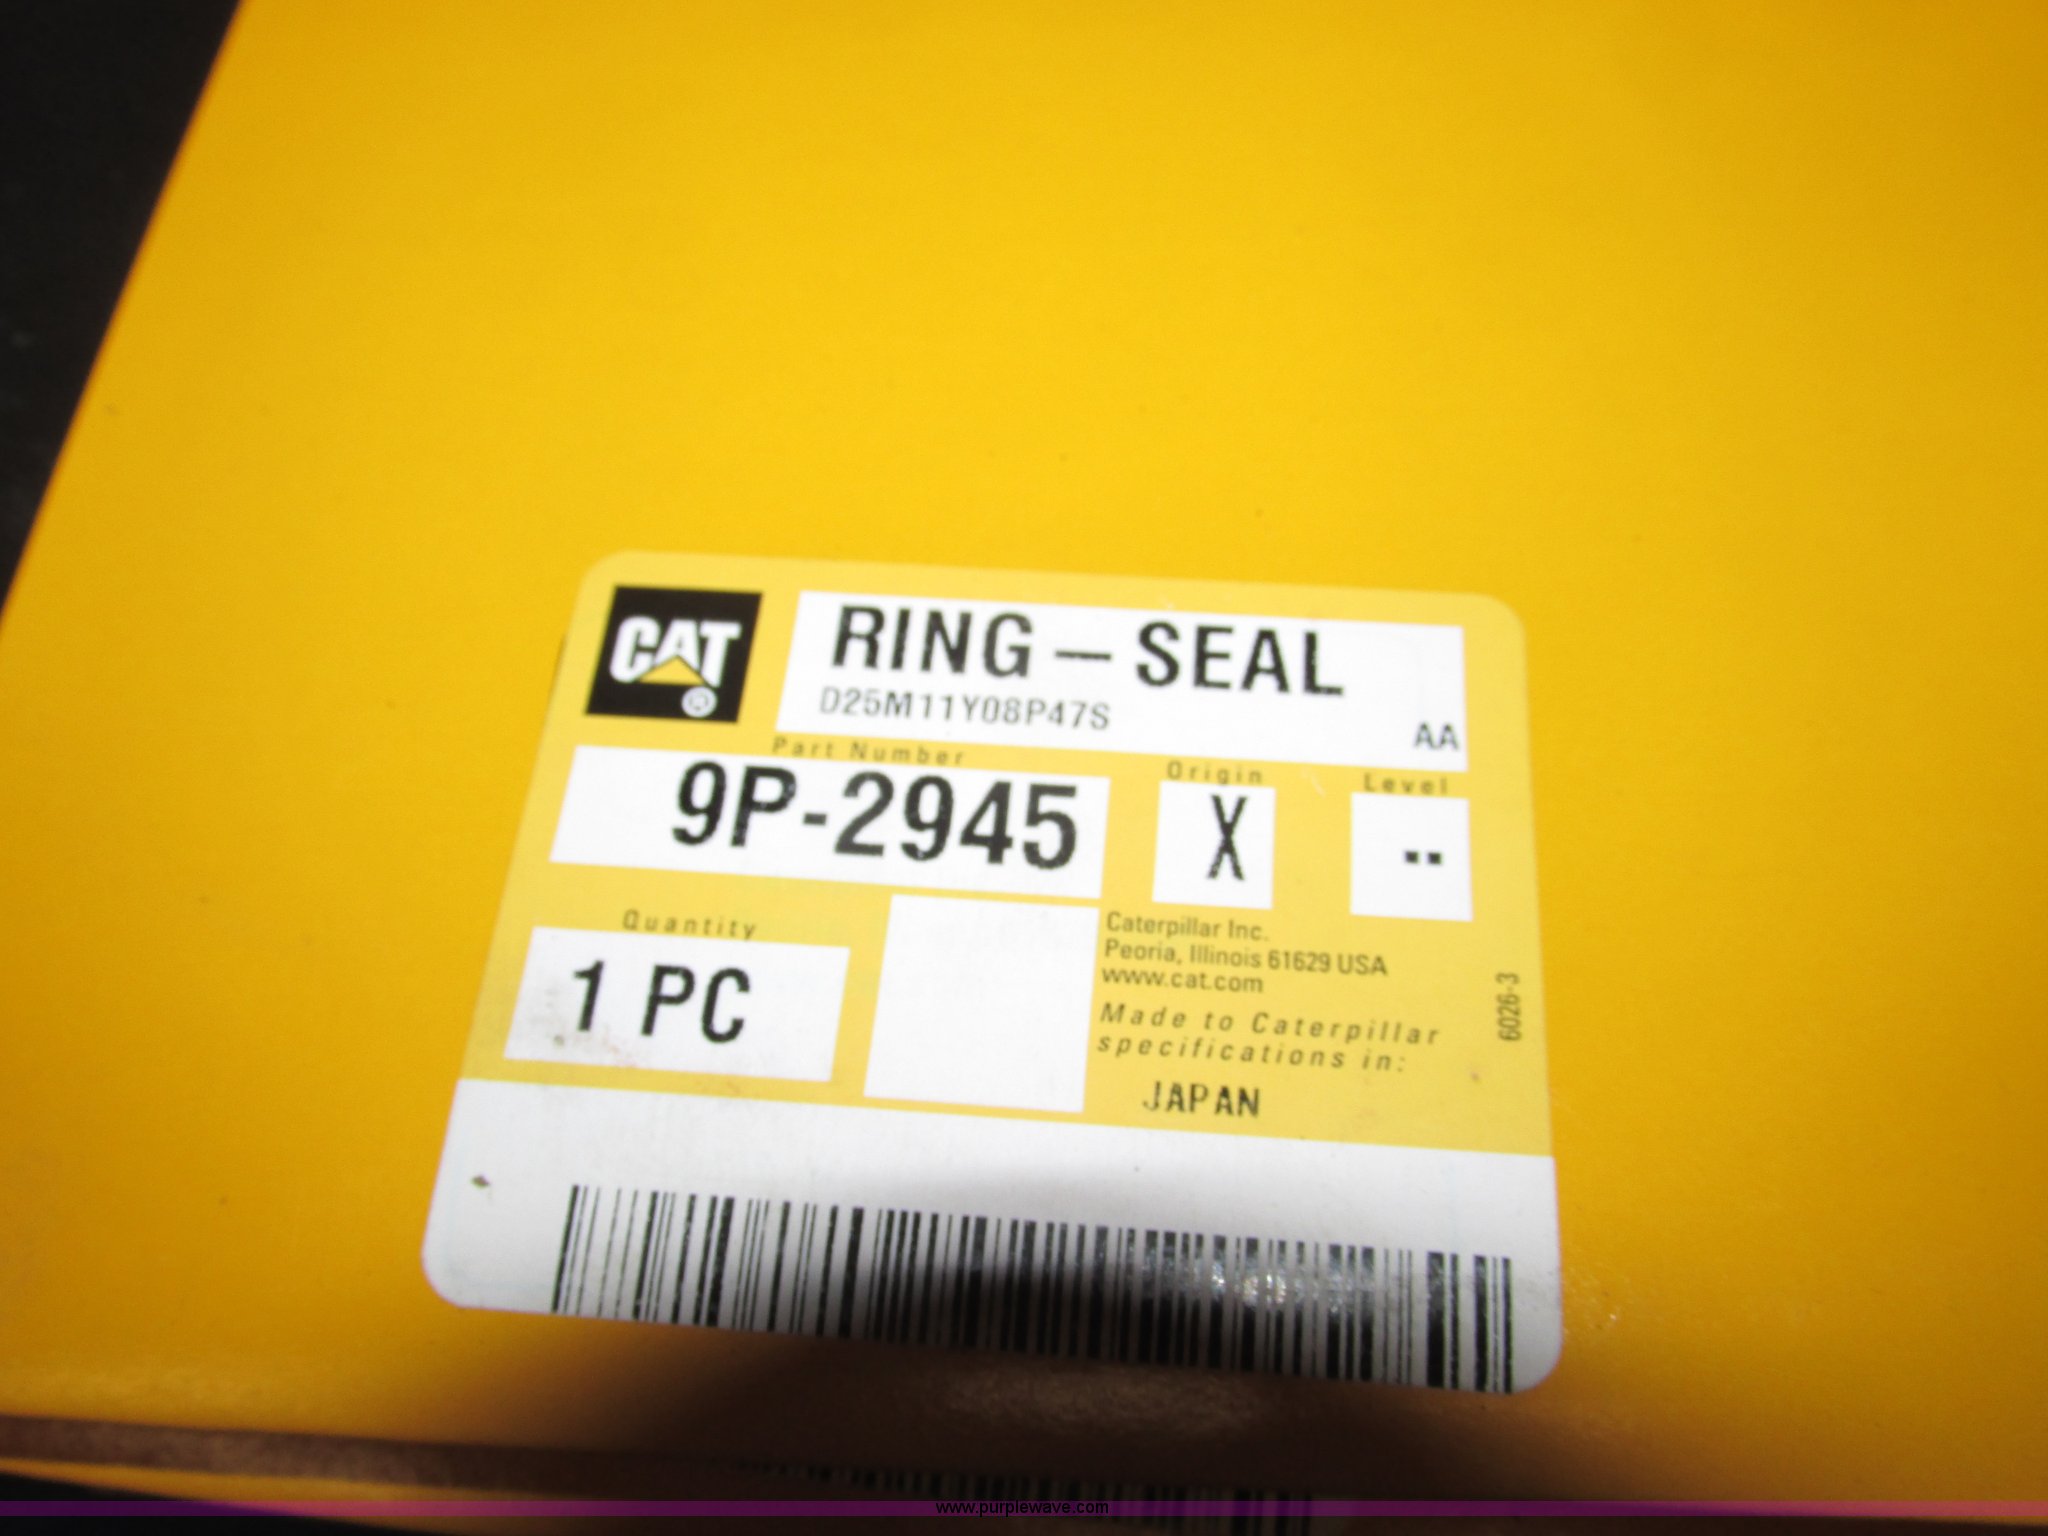 CAT
RING-SEAL
D25M11Y08P47S
AA
Part Number
Origin
Level
9P-2945
X
--
Quantity
1 PC
Caterpillar Inc.
Peoria, Illinois 61629 USA
www.cat.com
Made to Caterpillar
specifications in:
JAPAN
6026-3
www.purplewave.com